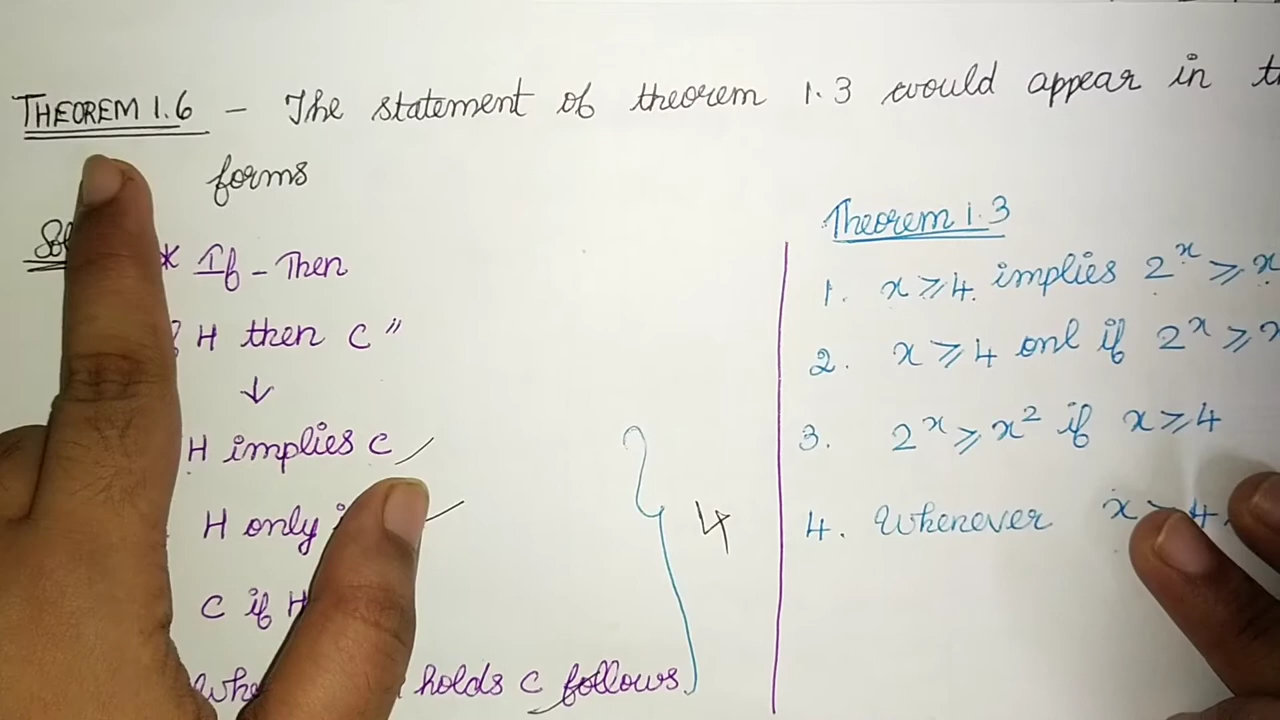 THEOREM 1.6 - The statement of theorem 1.3 would appear in
forms
* If - Then
H then C"
↓
H implies C
H only
C if H
holds C follows.
4
Theorem 1.3
1. x ≥ 4 implies 2^x ≥ x
2. x ≥ 4 onl if 2^x ≥ x
3. 2^x ≥ x^2 if x ≥ 4
4. Whenever x ≥ 4